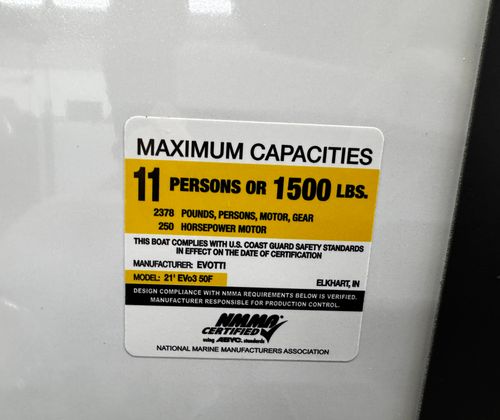 MAXIMUM CAPACITIES
11 PERSONS OR 1500 LBS.
2378 POUNDS, PERSONS, MOTOR, GEAR
250 HORSEPOWER MOTOR
THIS BOAT COMPLIES WITH U.S. COAST GUARD SAFETY STANDARDS
IN EFFECT ON THE DATE OF CERTIFICATION
MANUFACTURER: EVOTTI
MODEL: 21' EVo3 50F ELKHART, IN
DESIGN COMPLIANCE WITH NMMA REQUIREMENTS BELOW IS VERIFIED.
MANUFACTURER RESPONSIBLE FOR PRODUCTION CONTROL.
NMMA
CERTIFIED
using ABYC. standards
NATIONAL MARINE MANUFACTURERS ASSOCIATION